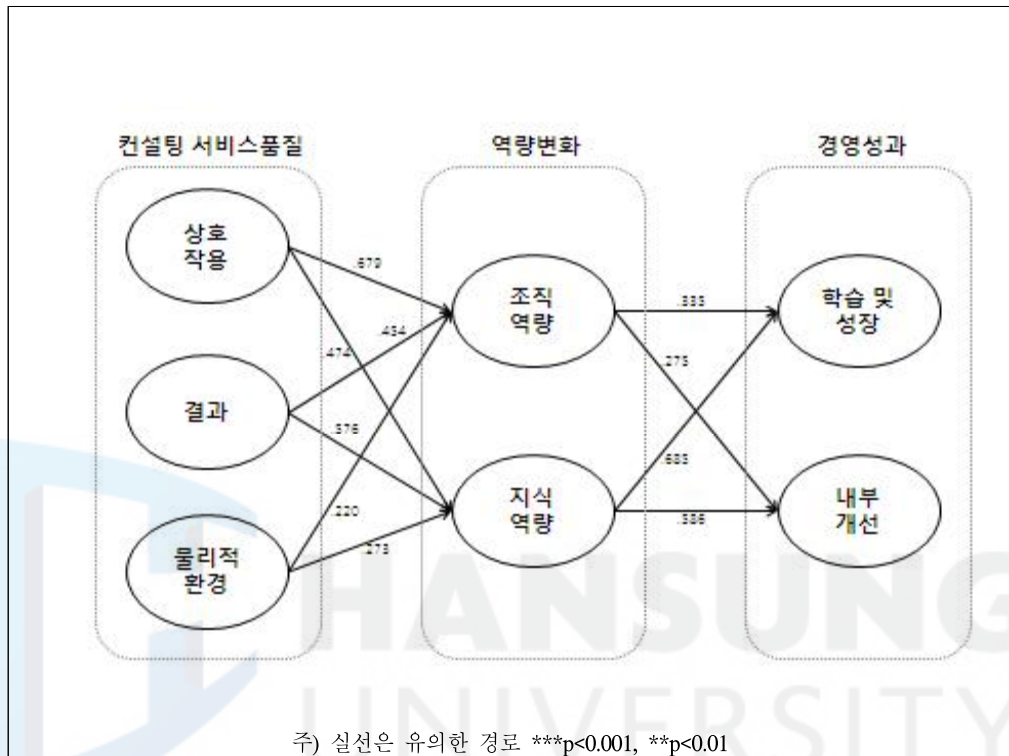 컨설팅 서비스품질
역량변화
경영성과
상호
작용
결과
물리적
환경
조직
역량
지식
역량
학습 및
성장
내부
개선
.679
.434
.474
.376
.220
.273
.333
.273
.683
.386
HANSUNG
UNIVERSITY
주) 실선은 유의한 경로 ***p<0.001, **p<0.01